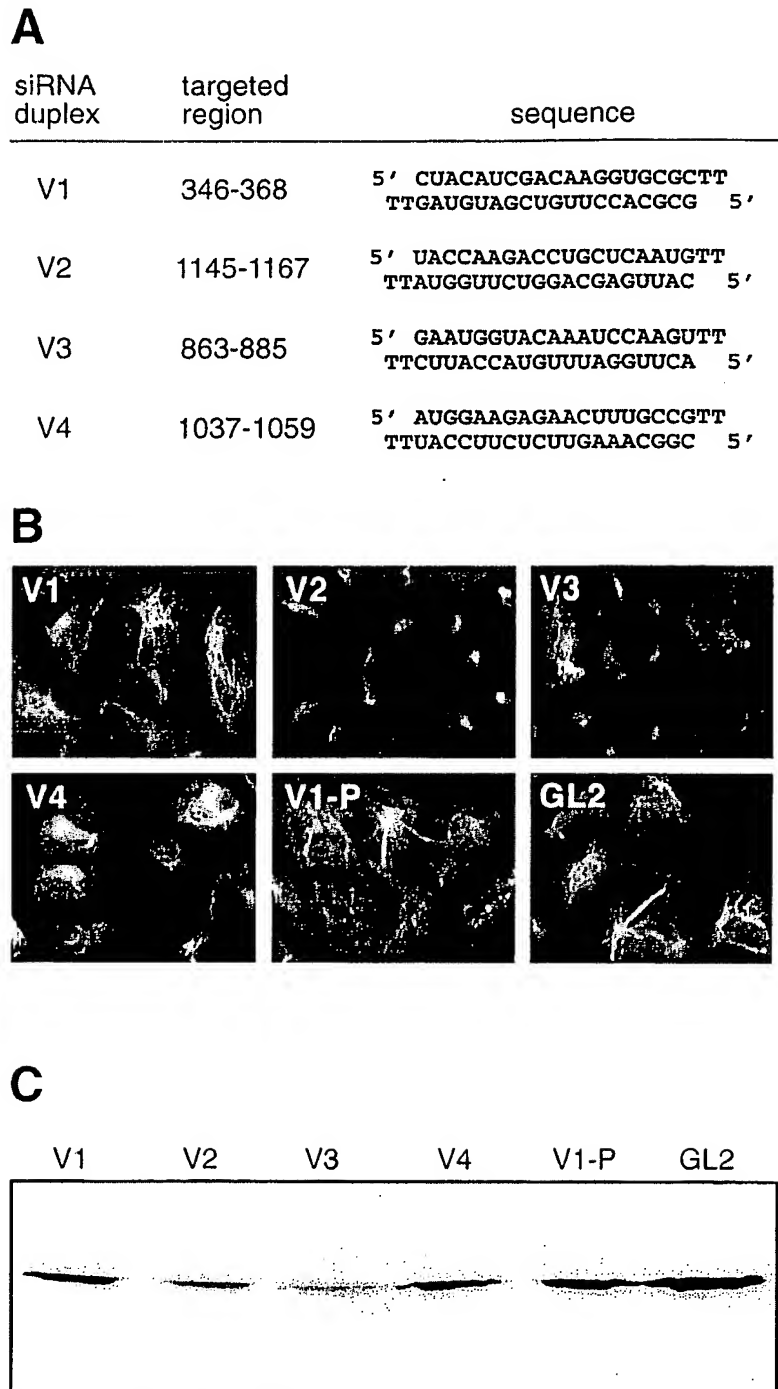 A
siRNA duplex targeted region sequence
V1 346-368 5′ CUACAUCGACAAGGUGCGCTT
TTGAUGUAGCUGUUCCACGCG 5′
V2 1145-1167 5′ UACCAAGACCUGCUCAAUGTT
TTAUGGUUCUGGACGAGUUAC 5′
V3 863-885 5′ GAAUGGUACAAAUCCAAGUTT
TTCUUACCAUGUUUAGGUUCA 5′
V4 1037-1059 5′ AUGGAAGAGAACUUUGCCGTT
TTUACCUUCUCUUGAAACGGC 5′
B
V1 V2 V3
V4 V1-P GL2
C
V1 V2 V3 V4 V1-P GL2